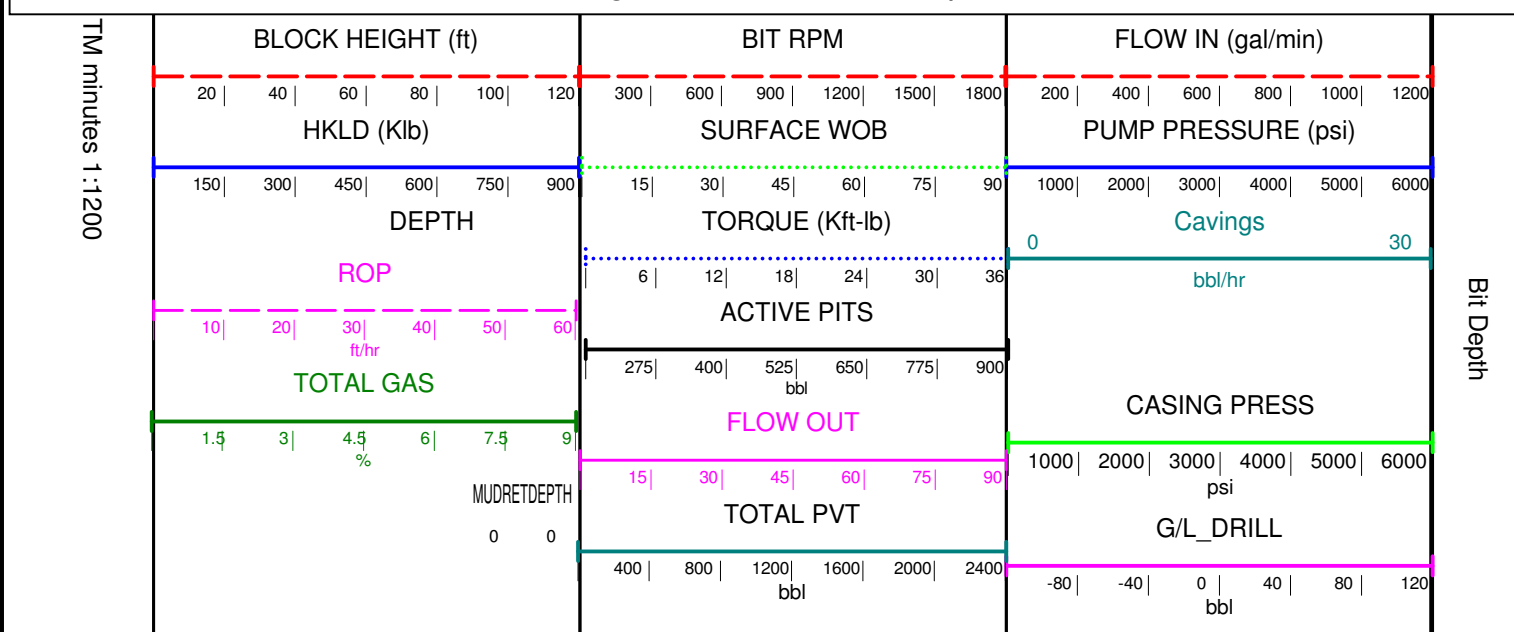 TM minutes 1:1200
BLOCK HEIGHT (ft)
20 40 60 80 100 120
HKLD (Klb)
150 300 450 600 750 900
DEPTH
ROP
10 20 30 40 50 60
ft/hr
TOTAL GAS
1.5 3 4.5 6 7.5 9
%
MUDRETDEPTH
0 0
BIT RPM
300 600 900 1200 1500 1800
SURFACE WOB
15 30 45 60 75 90
TORQUE (Kft-lb)
6 12 18 24 30 36
ACTIVE PITS
275 400 525 650 775 900
bbl
FLOW OUT
15 30 45 60 75 90
TOTAL PVT
400 800 1200 1600 2000 2400
bbl
FLOW IN (gal/min)
200 400 600 800 1000 1200
PUMP PRESSURE (psi)
1000 2000 3000 4000 5000 6000
Cavings
0 30
bbl/hr
CASING PRESS
1000 2000 3000 4000 5000 6000
psi
G/L_DRILL
-80 -40 0 40 80 120
bbl
Bit Depth